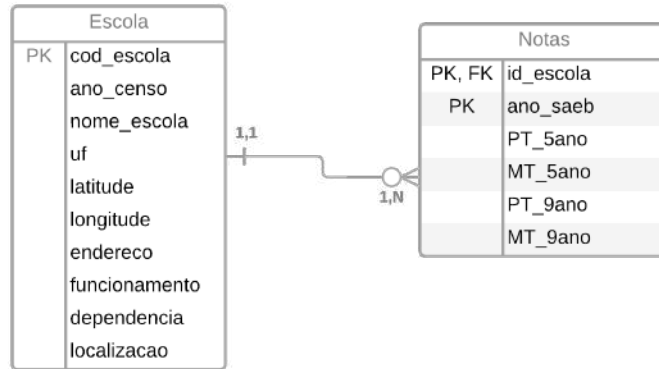 Escola
PK cod_escola
ano_censo
nome_escola
uf
latitude
longitude
endereco
funcionamento
dependencia
localizacao
1,1
1,N
Notas
PK, FK id_escola
PK ano_saeb
PT_5ano
MT_5ano
PT_9ano
MT_9ano